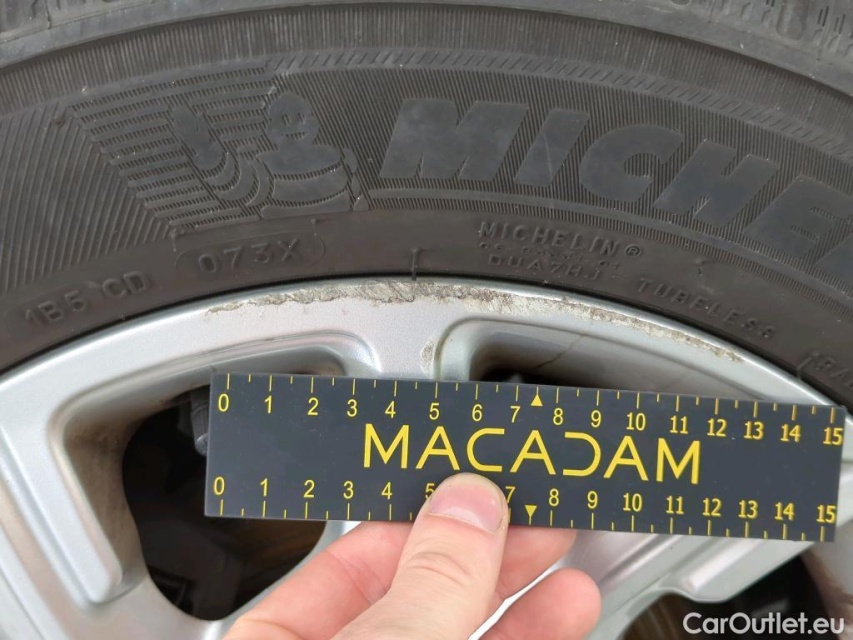 MICHE
MICHELIN®
DUA7HJ
TUBELESS
1B5 CD 073X
0 1 2 3 4 5 6 7 8 9 10 11 12 13 14 15
MACADAM
0 1 2 3 4 5 7 8 9 10 11 12 13 14 15
CarOutlet.eu